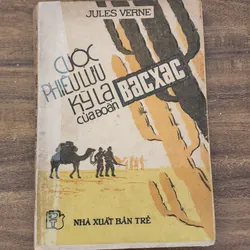 JULES VERNE
CUỘC
PHIÊU LƯU
KỲ LẠ
CỦA ĐOÀN
BACXAC
NHÀ XUẤT BẢN TRẺ